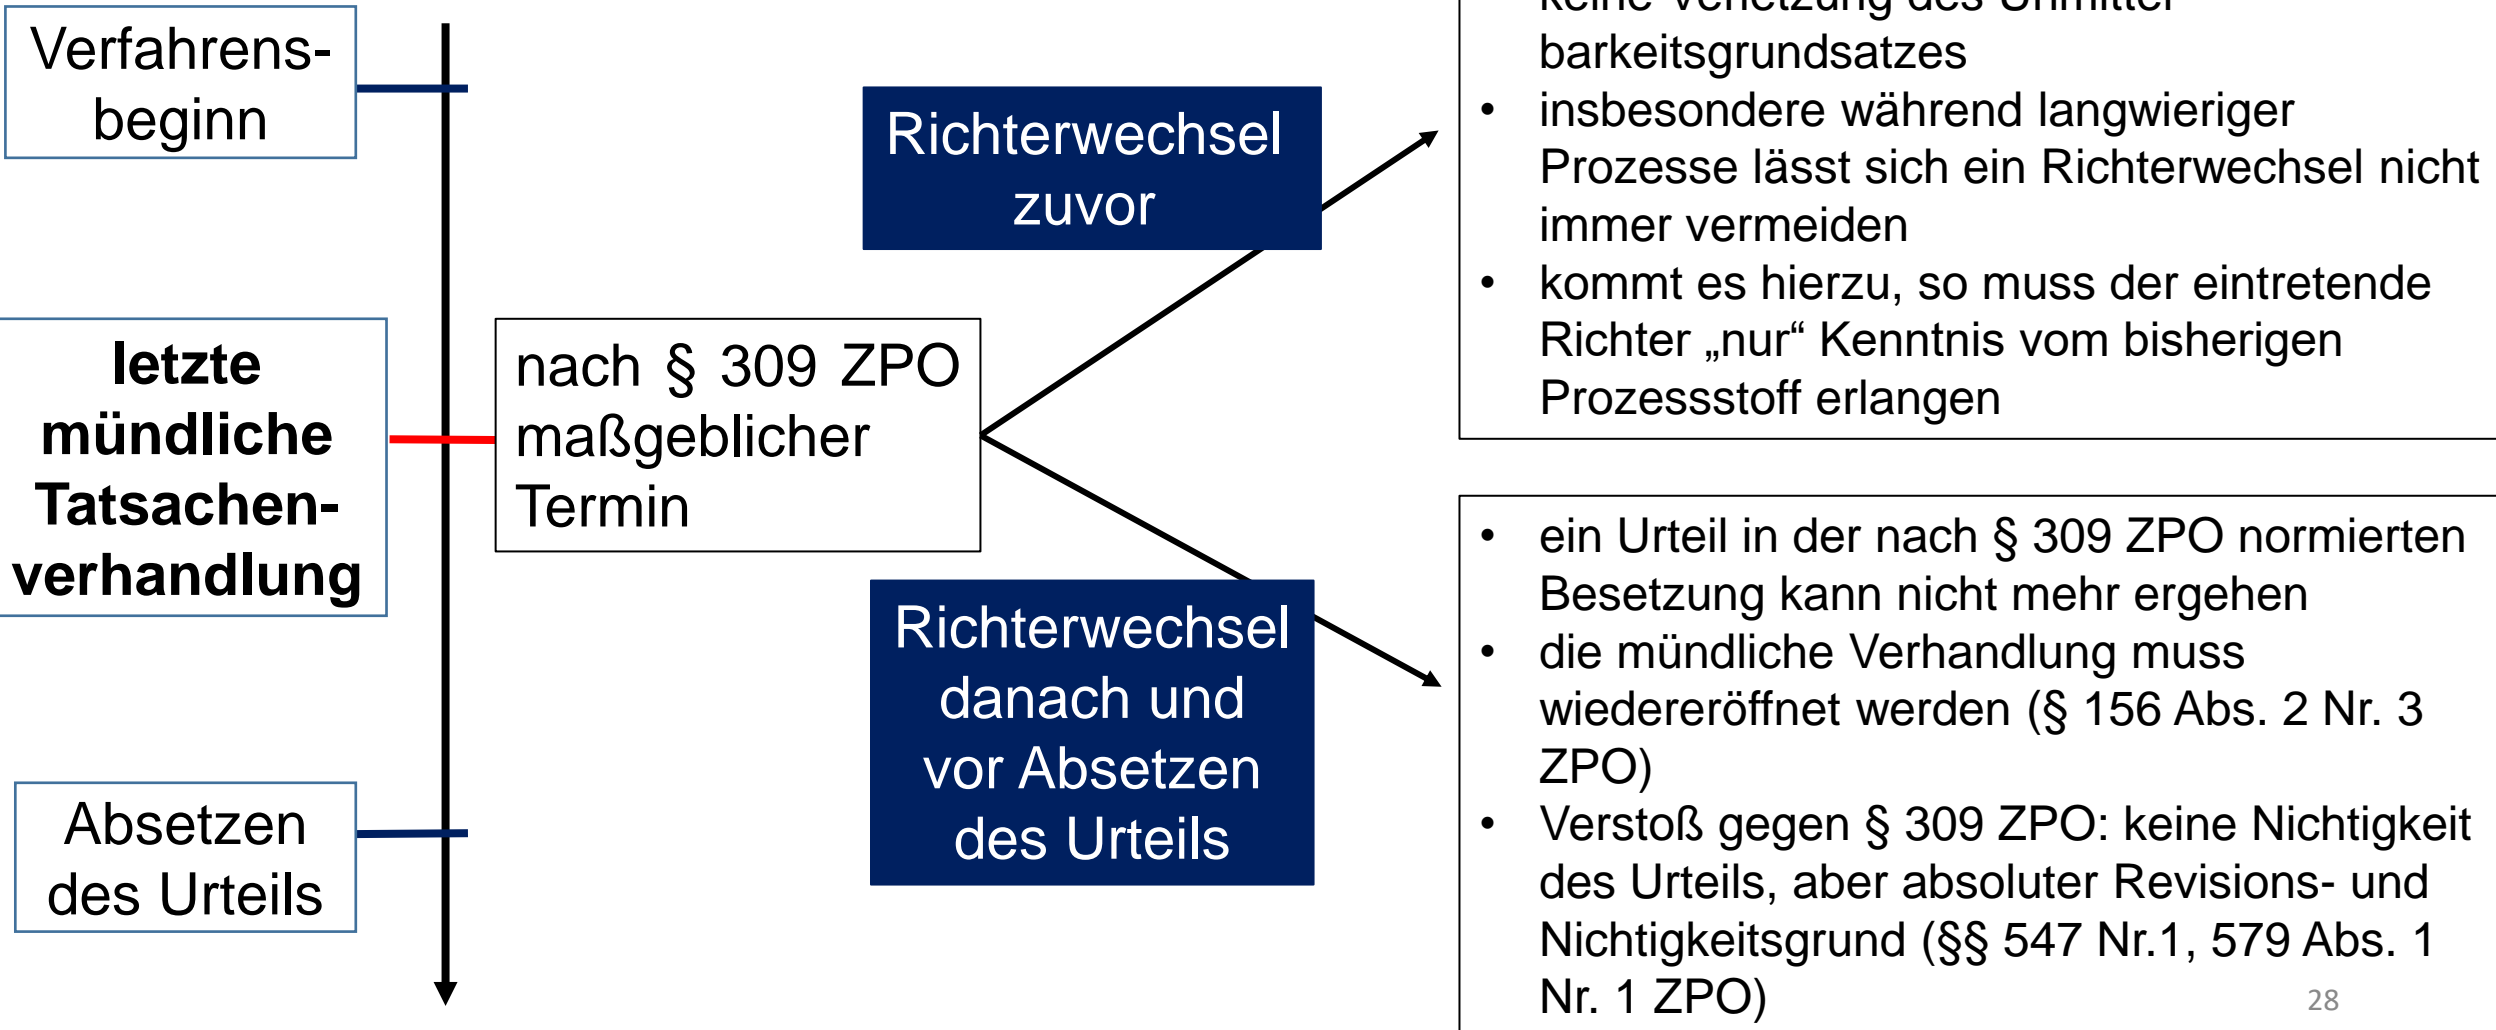 Verfahrens-
beginn
letzte
mündliche
Tatsachen-
verhandlung
Absetzen
des Urteils
nach § 309 ZPO
maßgeblicher
Termin
Richterwechsel
zuvor
keine Verletzung des Unmittel
barkeitsgrundsatzes
• insbesondere während langwieriger
Prozesse lässt sich ein Richterwechsel nicht
immer vermeiden
• kommt es hierzu, so muss der eintretende
Richter „nur“ Kenntnis vom bisherigen
Prozessstoff erlangen
Richterwechsel
danach und
vor Absetzen
des Urteils
• ein Urteil in der nach § 309 ZPO normierten
Besetzung kann nicht mehr ergehen
• die mündliche Verhandlung muss
wiedereröffnet werden (§ 156 Abs. 2 Nr. 3
ZPO)
• Verstoß gegen § 309 ZPO: keine Nichtigkeit
des Urteils, aber absoluter Revisions- und
Nichtigkeitsgrund (§§ 547 Nr.1, 579 Abs. 1
Nr. 1 ZPO)
28